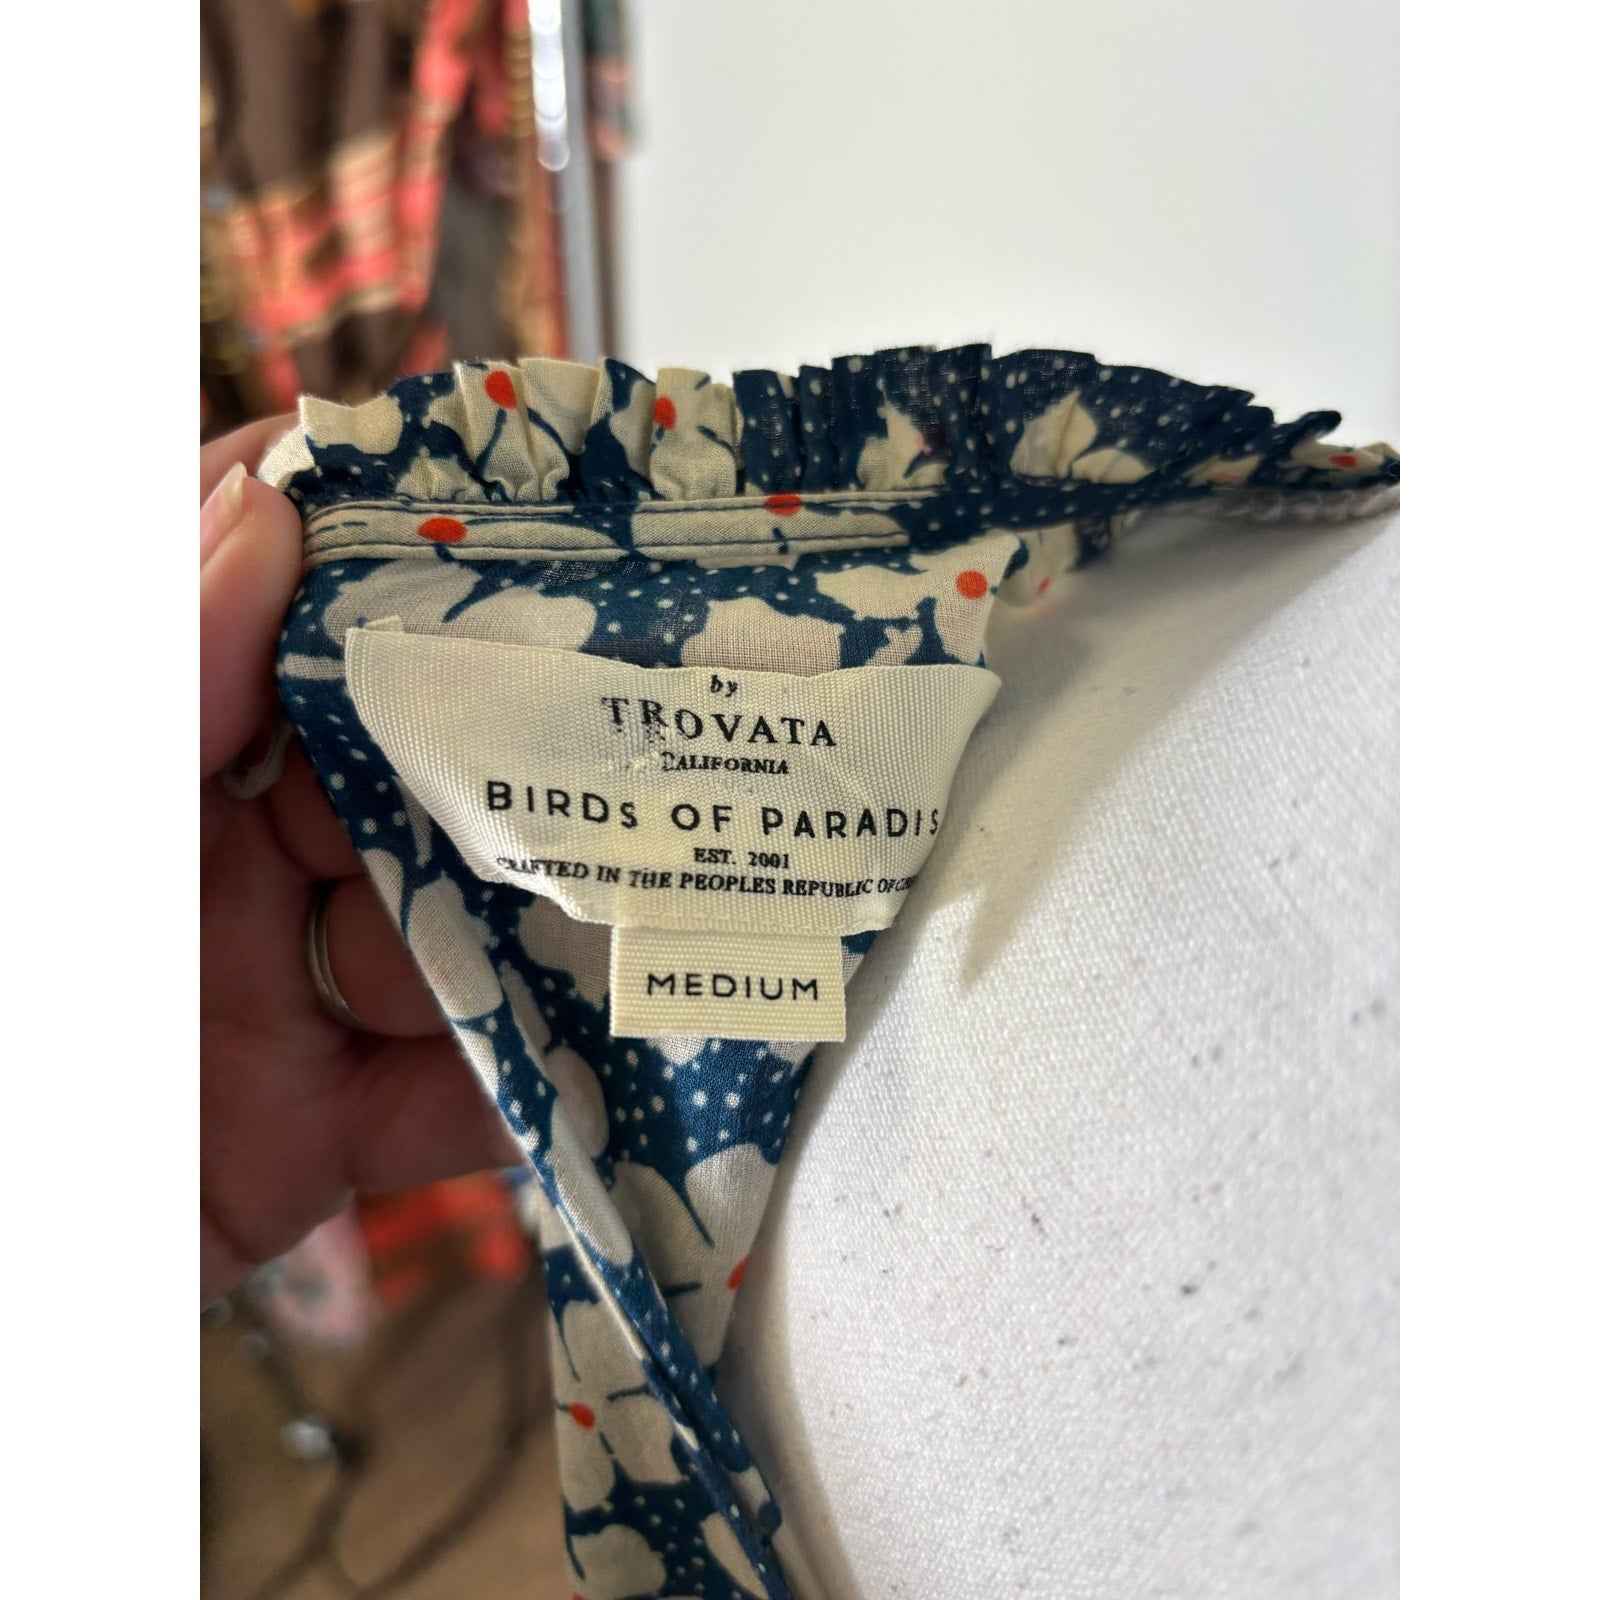 by
TROVATA
CALIFORNIA
BIRDS OF PARADIS
EST. 2001
CRAFTED IN THE PEOPLES REPUBLIC OF
MEDIUM